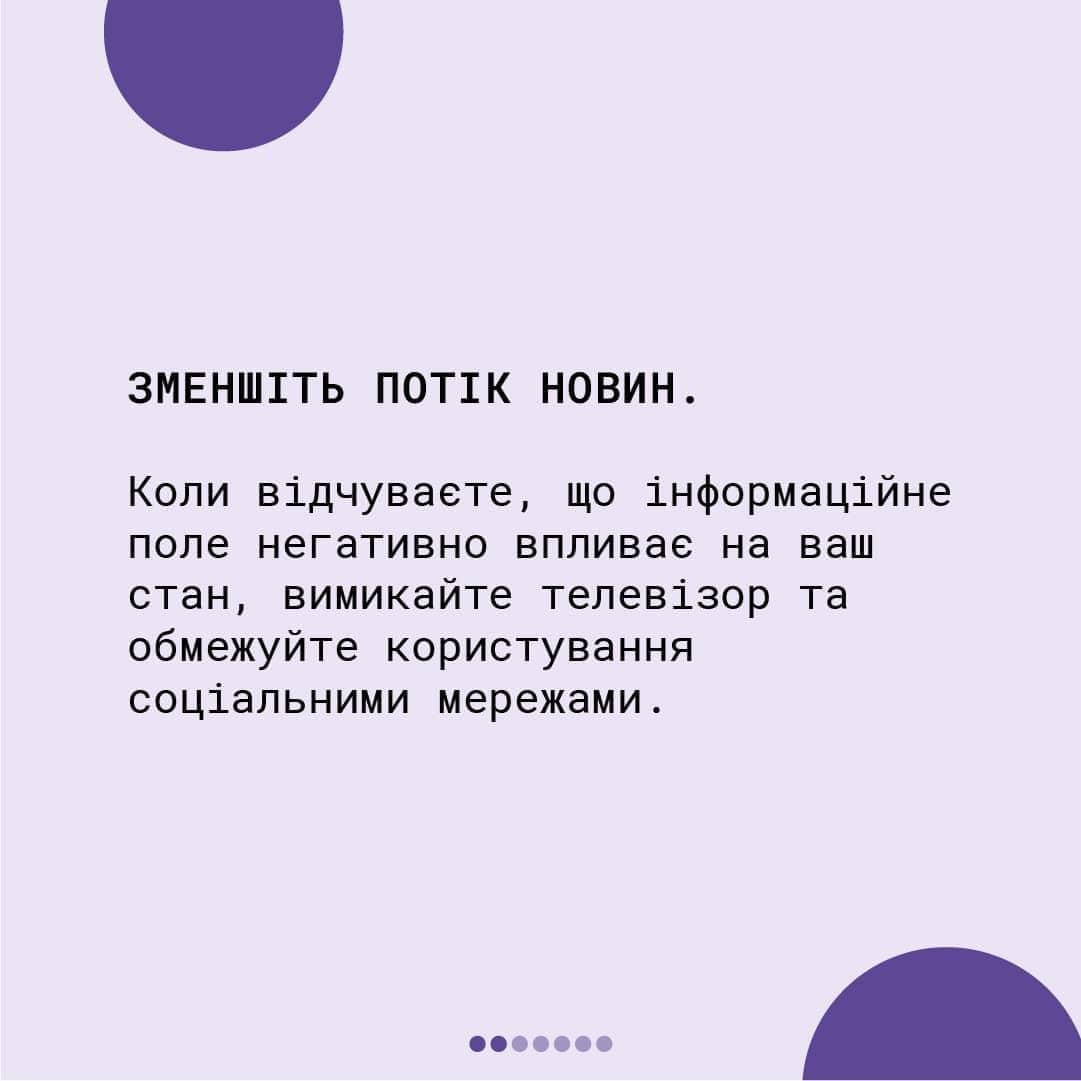 ЗМЕНШІТЬ ПОТІК НОВИН.
Коли відчуваєте, що інформаційне
поле негативно впливає на ваш
стан, вимикайте телевізор та
обмежуйте користування
соціальними мережами.